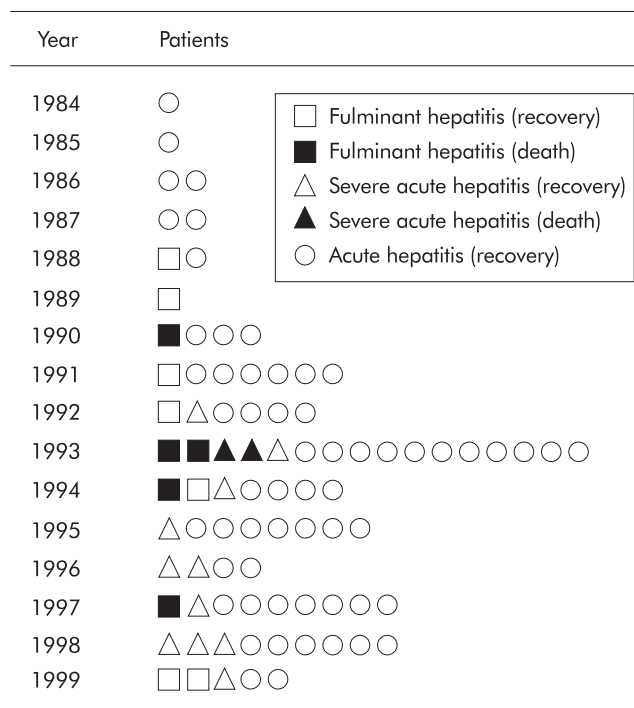 Year Patients
1984
Fulminant hepatitis (recovery)
1985
Fulminant hepatitis (death)
1986
Severe acute hepatitis (recovery)
1987
Severe acute hepatitis (death)
1988
Acute hepatitis (recovery)
1989
1990
1991
1992
1993
1994
1995
1996
1997
1998
1999